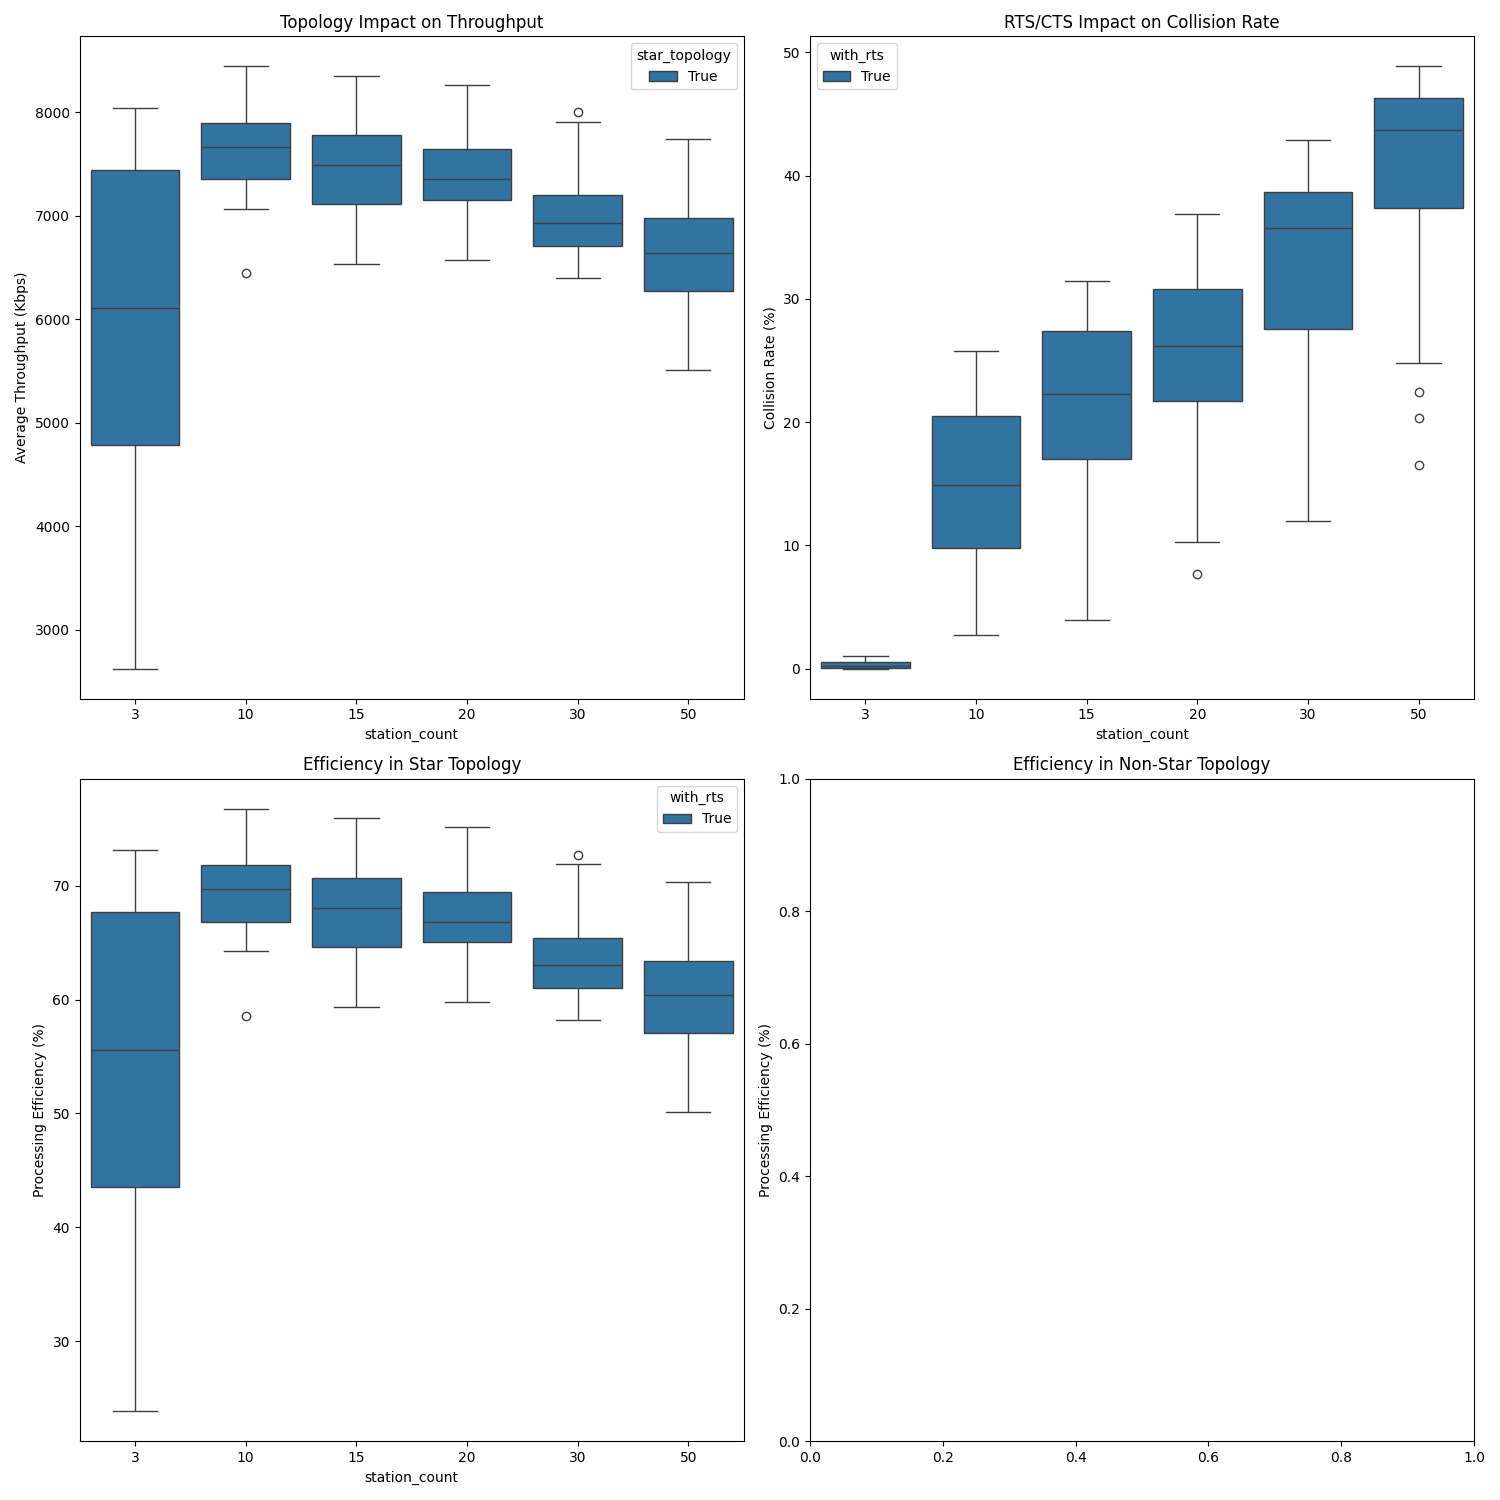 Topology Impact on Throughput
star_topology
True
8000
7000
6000
5000
4000
3000
Average Throughput (Kbps)
3 10 15 20 30 50
station_count
RTS/CTS Impact on Collision Rate
with_rts
True
50
40
30
20
10
0
Collision Rate (%)
3 10 15 20 30 50
station_count
Efficiency in Star Topology
with_rts
True
70
60
50
40
30
Processing Efficiency (%)
3 10 15 20 30 50
station_count
Efficiency in Non-Star Topology
1.0
0.8
0.6
0.4
0.2
0.0
Processing Efficiency (%)
0.0 0.2 0.4 0.6 0.8 1.0